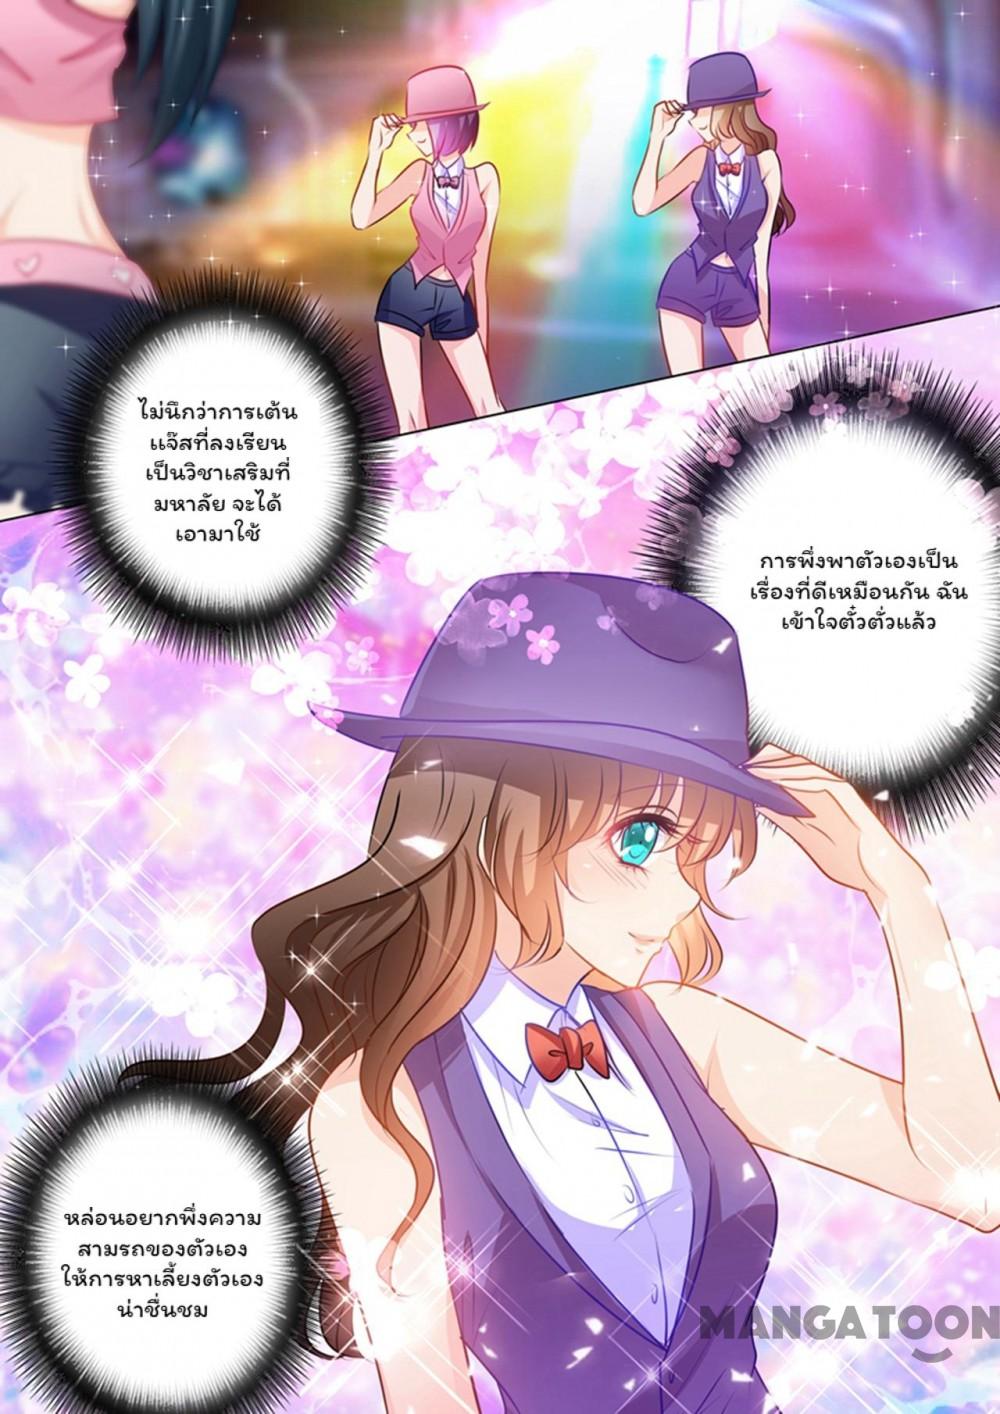 ไม่นึกว่าการเต้น
แจ๊สที่ลงเรียน
เป็นวิชาเสริมที่
มหาลัย จะได้
เอามาใช้
การพึ่งพาตัวเองเป็น
เรื่องที่ดีเหมือนกัน ฉัน
เข้าใจตั๋วตั่วแล้ว
หล่อนอยากพึ่งความ
สามรถของตัวเอง
ให้การหาเลี้ยงตัวเอง
น่าชื่นชม
MANGATOON